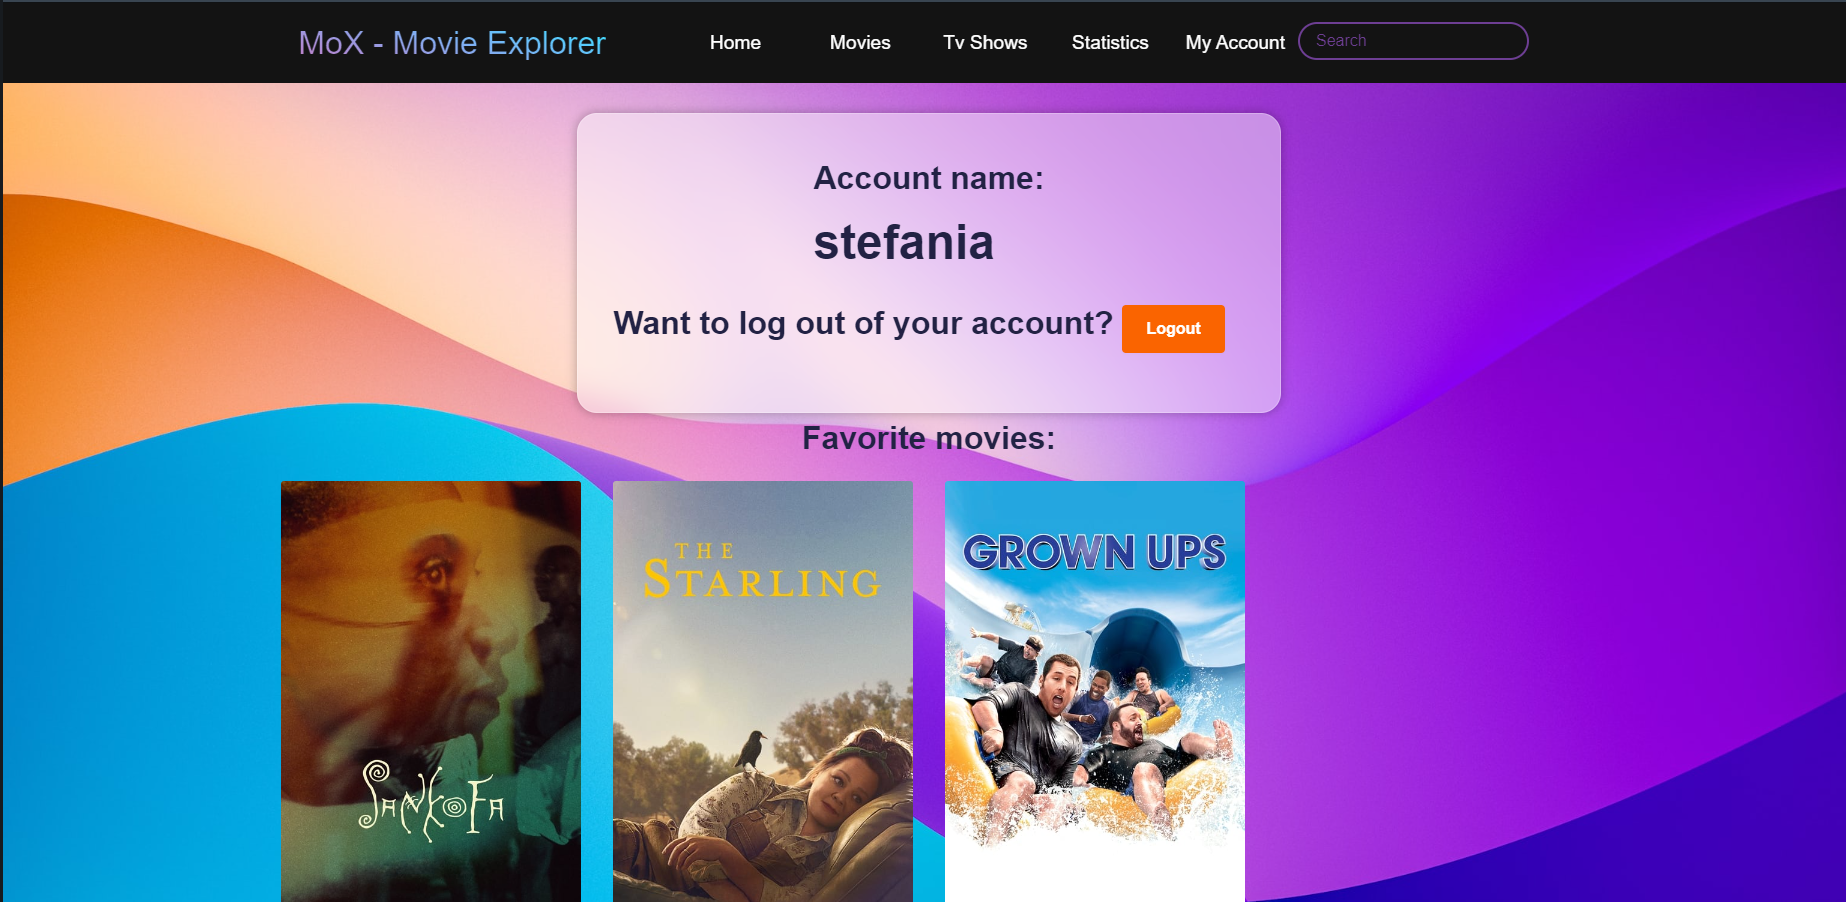 MoX - Movie Explorer Home Movies Tv Shows Statistics My Account Search
Account name:
stefania
Want to log out of your account? Logout
Favorite movies:
THE
STARLING
GROWN UPS
SANKOFA